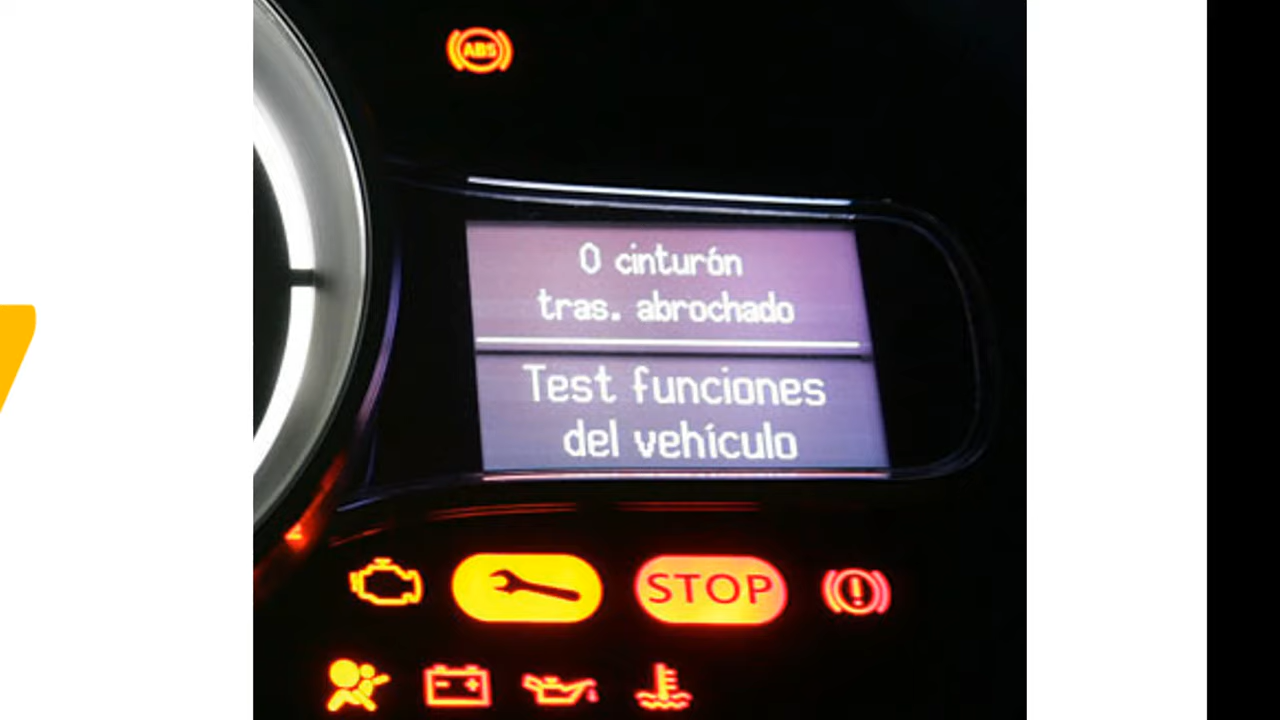 ABS
0 cinturón
tras. abrochado
Test funciones
del vehículo
STOP